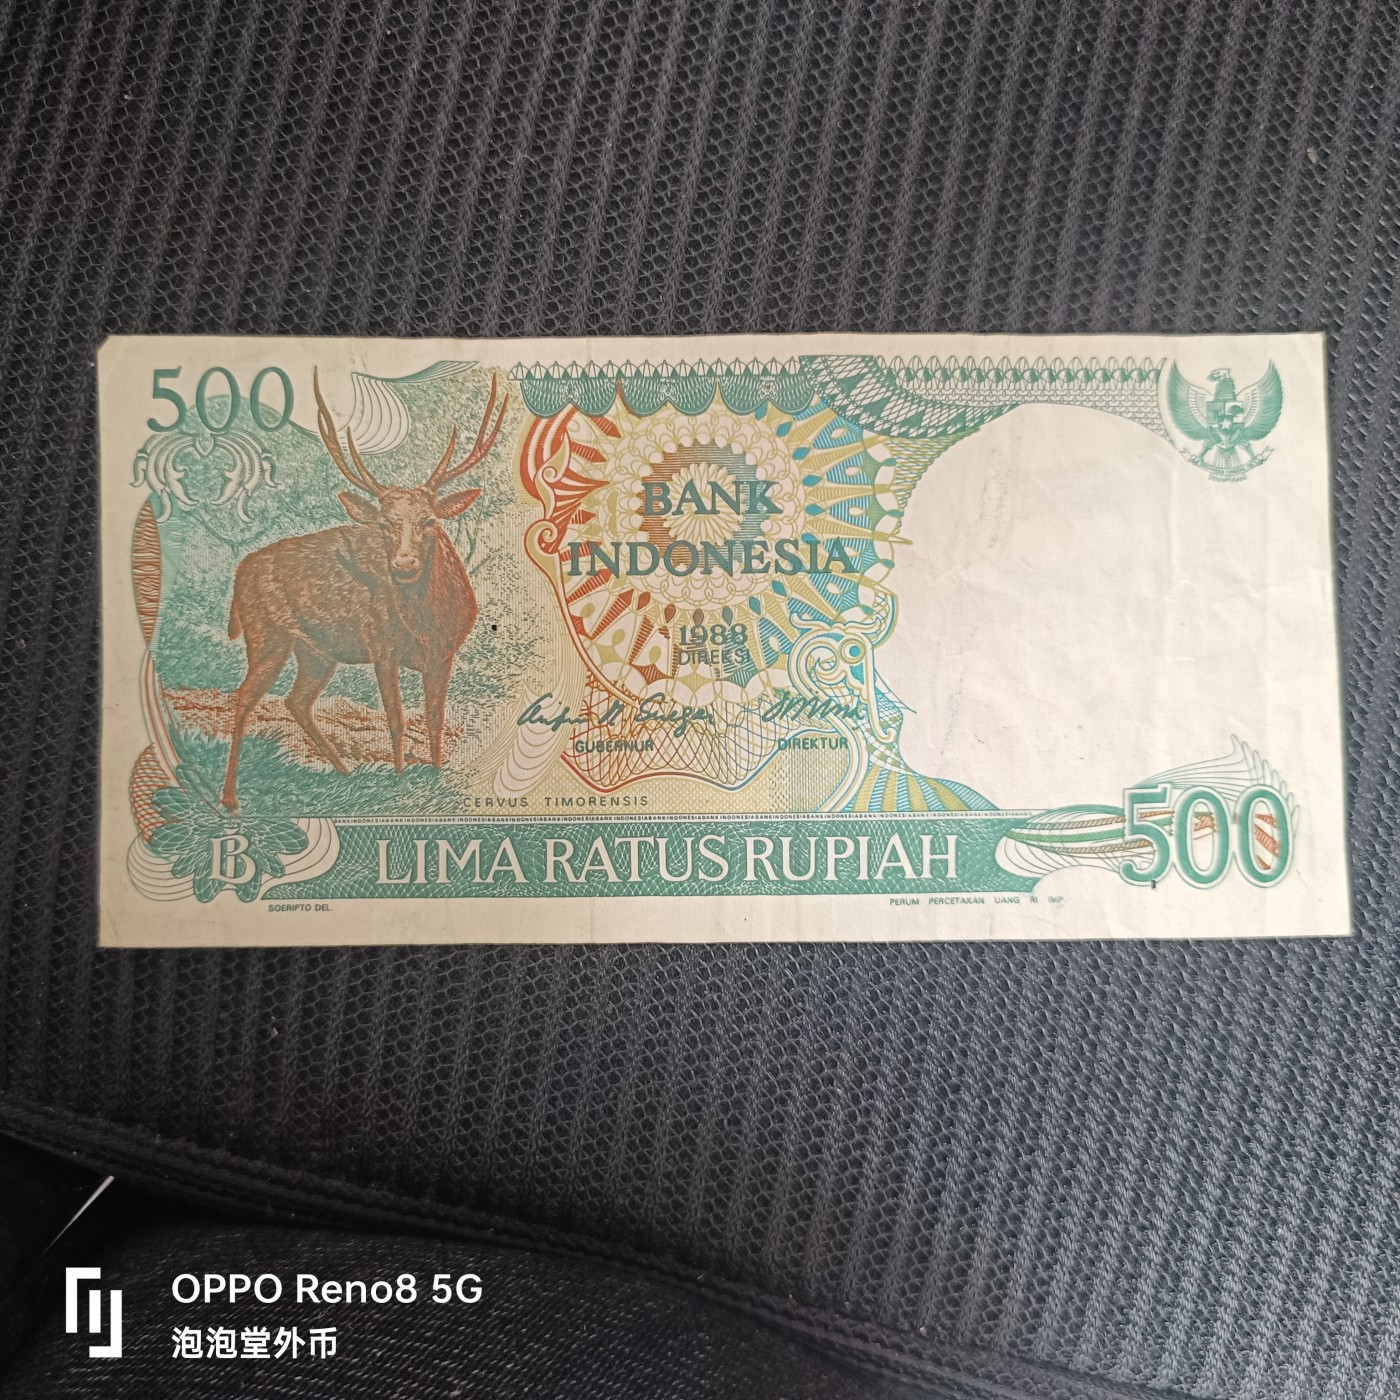 500
BANK
INDONESIA
1988
DIREKSI
GUBERNUR
DIREKTUR
CERVUS TIMORENSIS
BANKINDONESIABANKINDONESIABANKINDONESIA
LIMA RATUS RUPIAH
500
SOERIPTO DEL.
PERUM PERCETAKAN UANG RI IMP.
OPPO Reno8 5G
泡泡堂外币